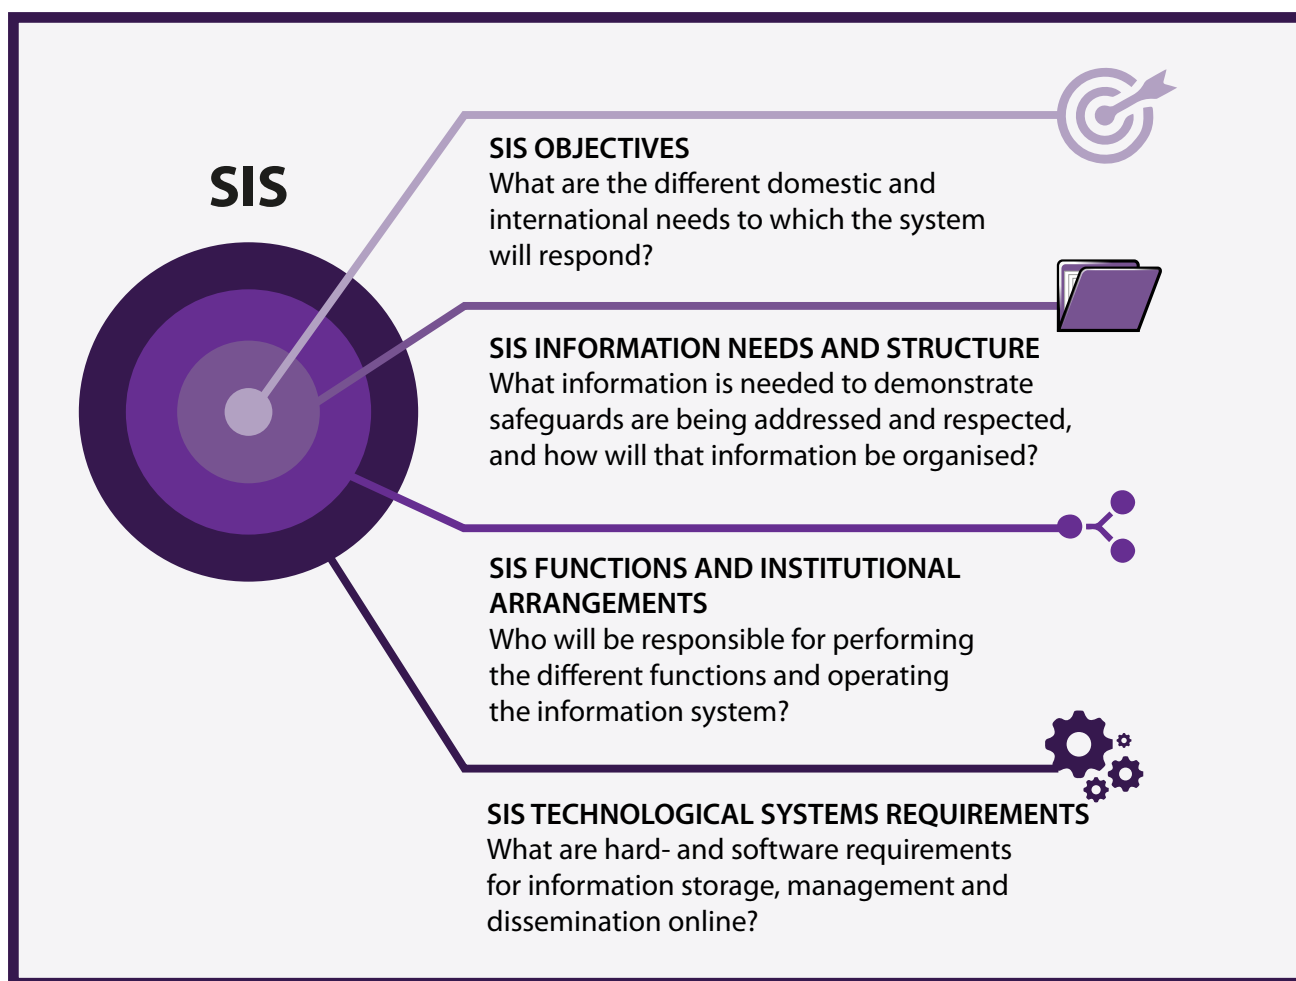 SIS
SIS OBJECTIVES
What are the different domestic and
international needs to which the system
will respond?
SIS INFORMATION NEEDS AND STRUCTURE
What information is needed to demonstrate
safeguards are being addressed and respected,
and how will that information be organised?
SIS FUNCTIONS AND INSTITUTIONAL
ARRANGEMENTS
Who will be responsible for performing
the different functions and operating
the information system?
SIS TECHNOLOGICAL SYSTEMS REQUIREMENTS
What are hard- and software requirements
for information storage, management and
dissemination online?